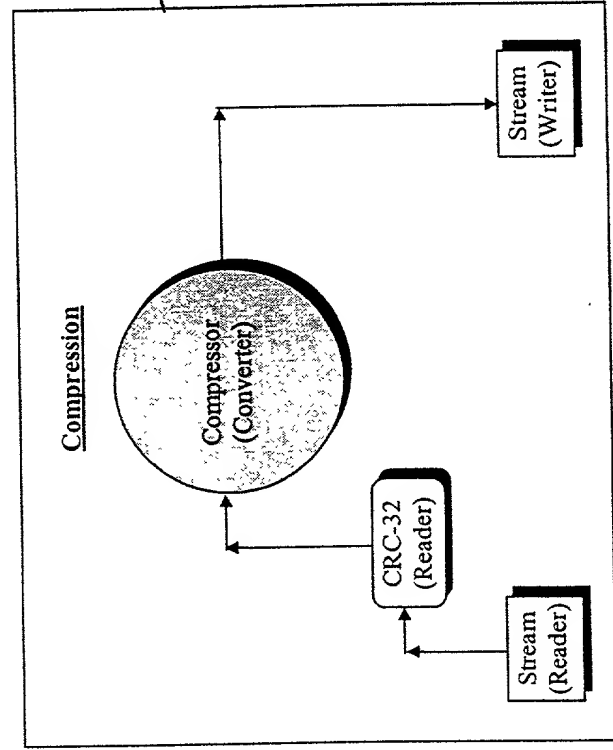 Compression
Compressor
(Converter)
CRC-32
(Reader)
Stream
(Reader)
Stream
(Writer)